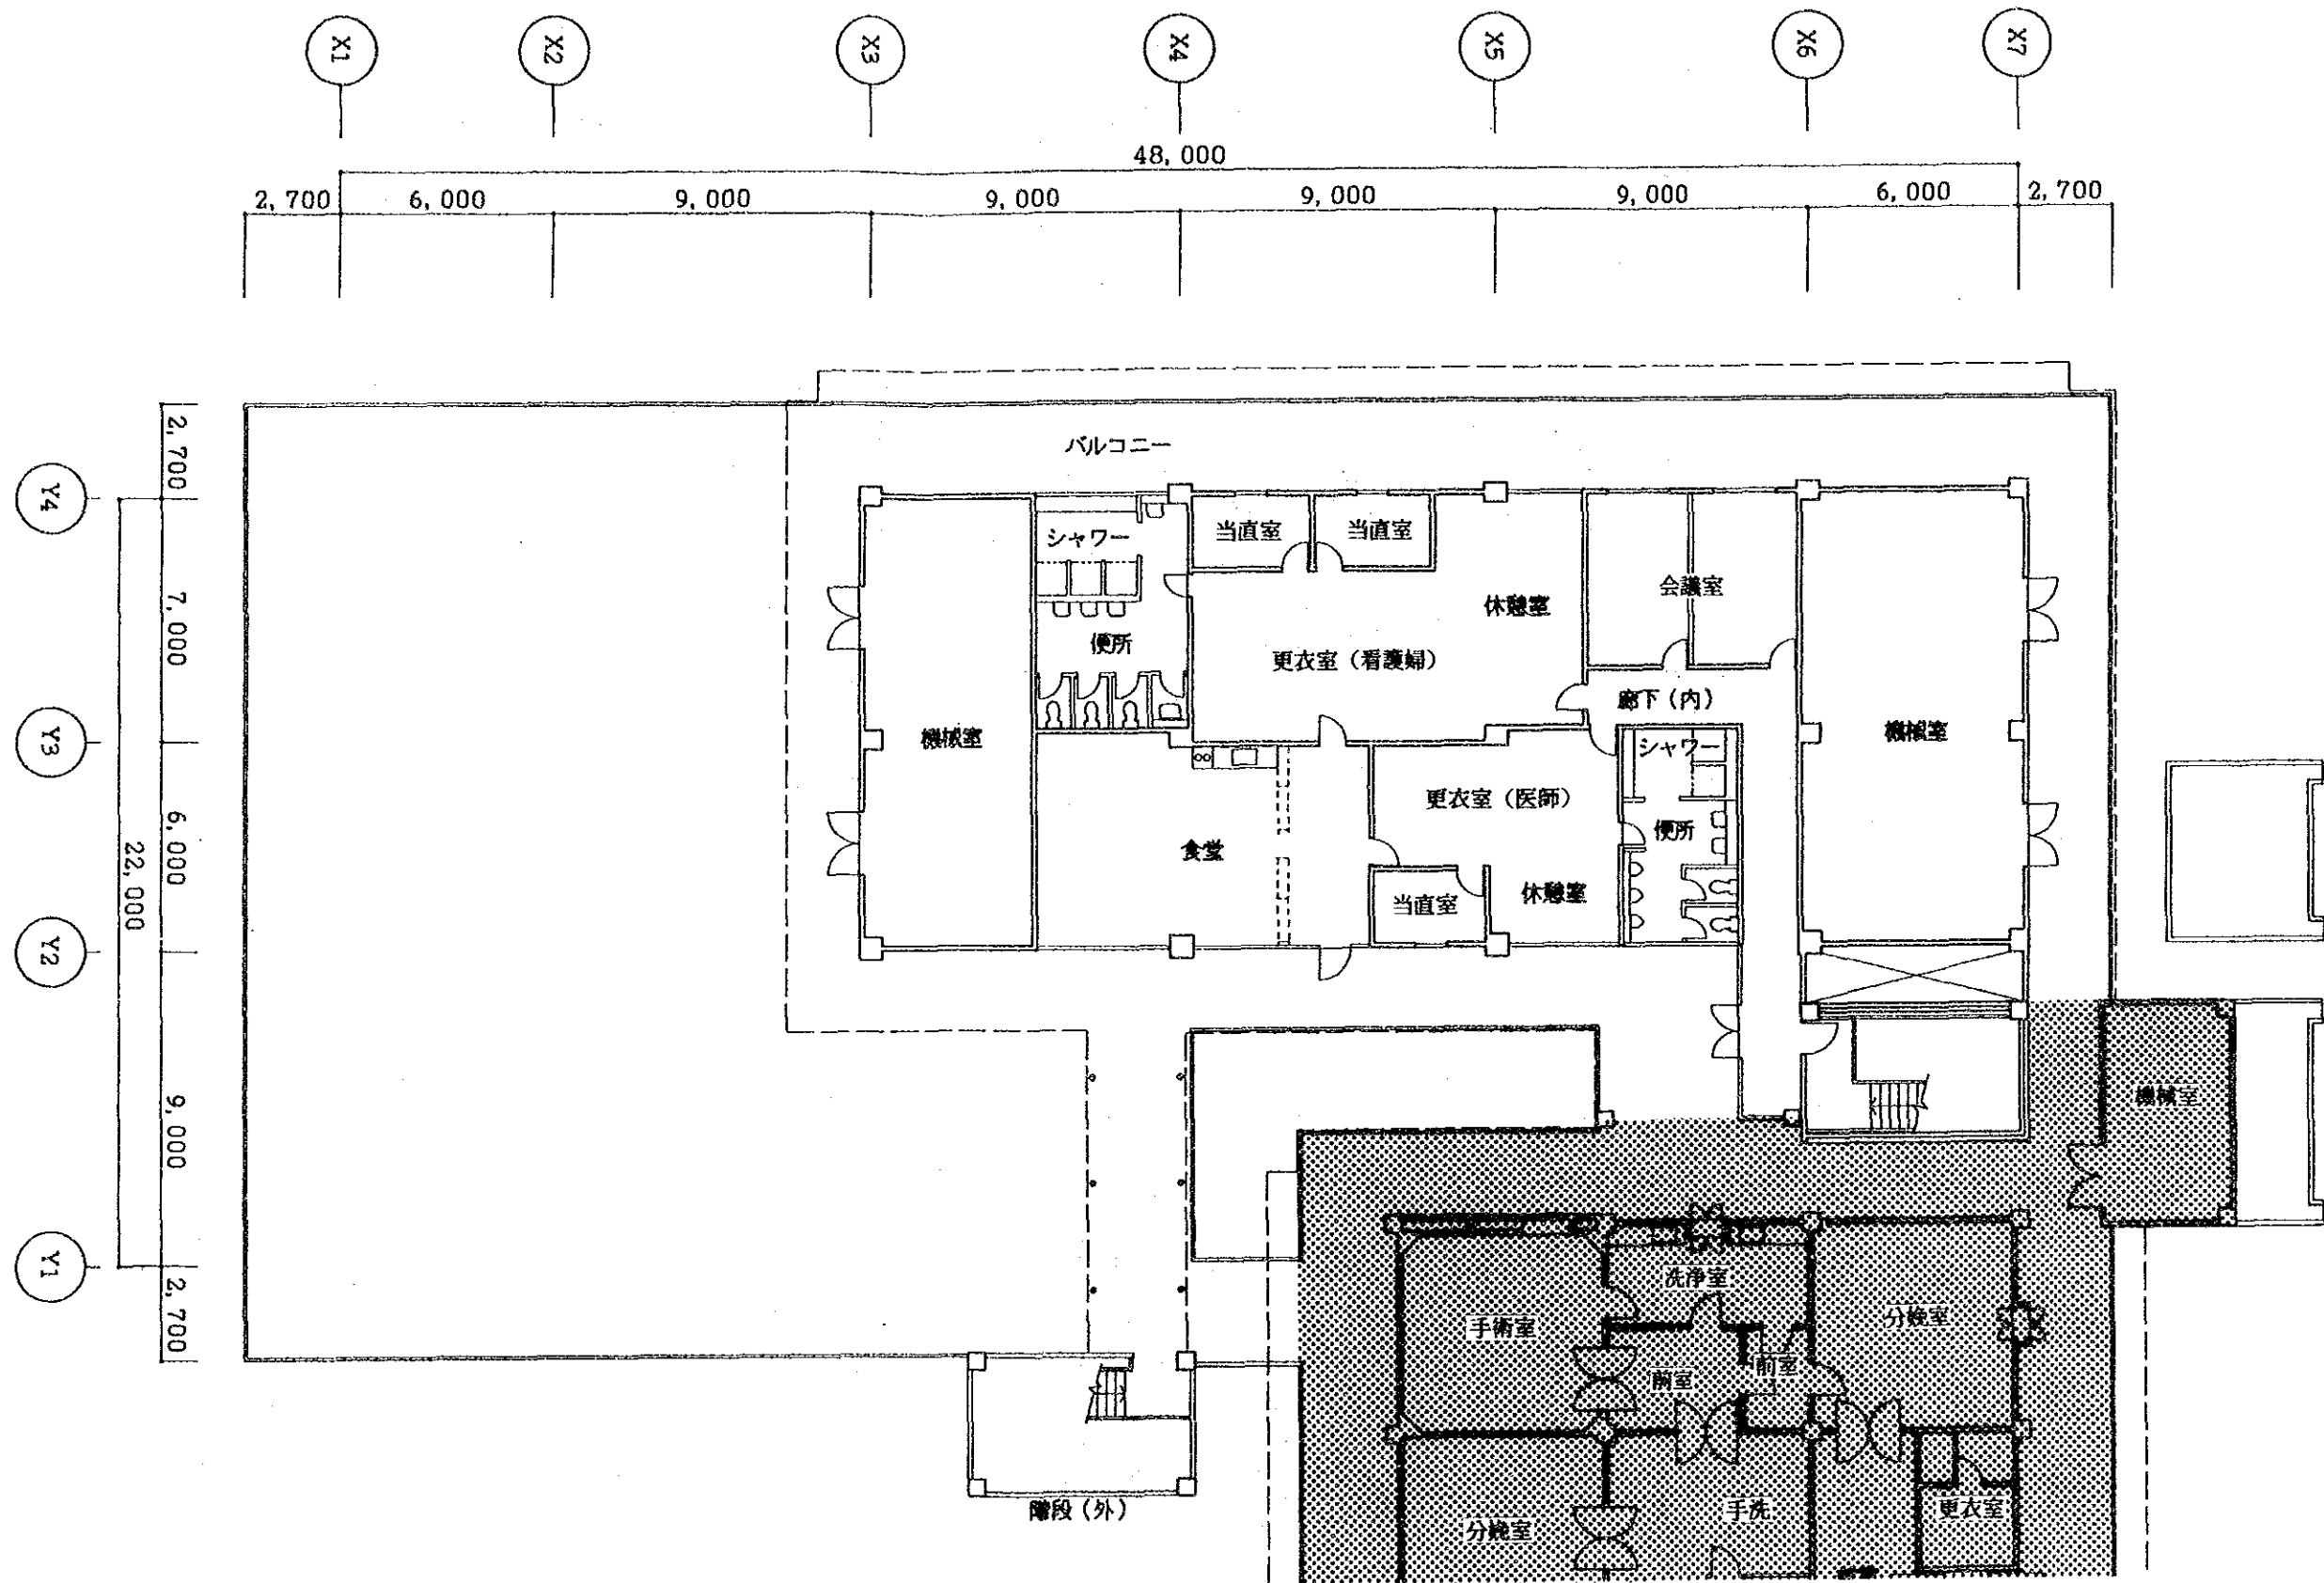 X1 X2 X3 X4 X5 X6 X7
48,000
2,700 6,000 9,000 9,000 9,000 9,000 6,000 2,700
バルコニー
Y4
2,700
シャワー
当直室
当直室
会議室
休憩室
7,000
便所
更衣室（看護婦）
廊下（内）
Y3
機械室
シャワー
機械室
更衣室（医師）
便所
6,000
22,000
食堂
当直室
休憩室
Y2
機械室
9,000
Y1
洗浄室
2,700
手術室
分娩室
前室
前室
階段（外）
分娩室
手洗
更衣室